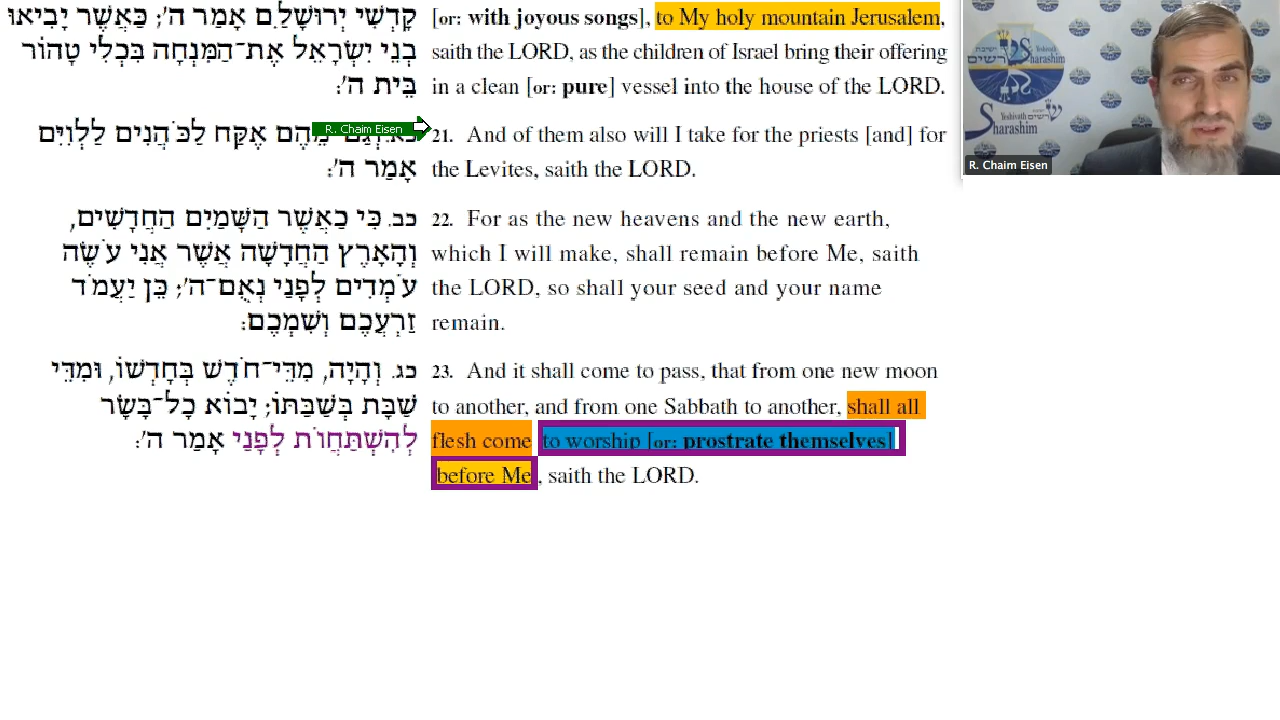 קָדְשִׁי יְרוּשָׁלַ͏ִם אָמַר ה'; כַּאֲשֶׁר יָבִיאוּ
בְנֵי יִשְׂרָאֵל אֶת־הַמִּנְחָה בִּכְלִי טָהוֹר
בֵּית ה':
מֵהֶם אֶקַּח לַכֹּהֲנִים לַלְוִיִּם
אָמַר ה':
כב. כִּי כַאֲשֶׁר הַשָּׁמַיִם הַחֲדָשִׁים,
וְהָאָרֶץ הַחֲדָשָׁה אֲשֶׁר אֲנִי עֹשֶׂה
עֹמְדִים לְפָנַי נְאֻם־ה'; כֵּן יַעֲמֹד
זַרְעֲכֶם וְשִׁמְכֶם:
כג. וְהָיָה, מִדֵּי־חֹדֶשׁ בְּחָדְשׁוֹ, וּמִדֵּי
שַׁבָּת בְּשַׁבַּתּוֹ; יָבוֹא כָל־בָּשָׂר
לְהִשְׁתַּחֲוֹת לְפָנַי אָמַר ה':
[or: with joyous songs], to My holy mountain Jerusalem,
saith the LORD, as the children of Israel bring their offering
in a clean [or: pure] vessel into the house of the LORD.
R. Chaim Eisen
21. And of them also will I take for the priests [and] for
the Levites, saith the LORD.
22. For as the new heavens and the new earth,
which I will make, shall remain before Me, saith
the LORD, so shall your seed and your name
remain.
23. And it shall come to pass, that from one new moon
to another, and from one Sabbath to another, shall all
flesh come to worship [or: prostrate themselves]
before Me, saith the LORD.
Yeshivath
Sharashim
ישיבת
שרשים
R. Chaim Eisen